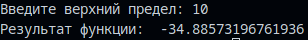 Введите верхний предел: 10
Результат функции:  -34.88573196761936